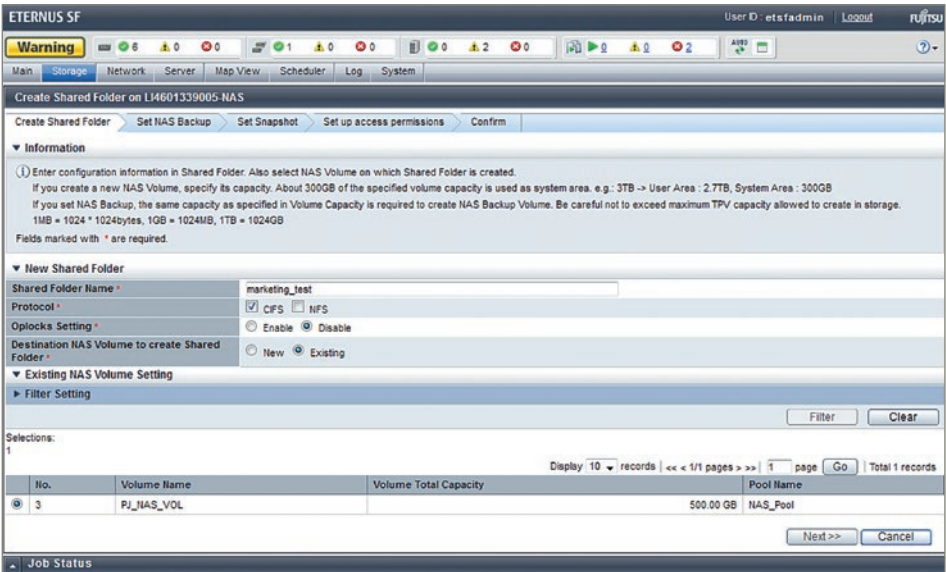 ETERNUS SF User ID : etsfadmin Logout FUJITSU
Warning 6 0 0 1 0 0 0 2 0 0 0 2 AUTO
Main Storage Network Server Map View Scheduler Log System
Create Shared Folder on LI4601339005-NAS
Create Shared Folder Set NAS Backup Set Snapshot Set up access permissions Confirm
Information
Enter configuration information in Shared Folder. Also select NAS Volume on which Shared Folder is created.
If you create a new NAS Volume, specify its capacity. About 300GB of the specified volume capacity is used as system area. e.g.: 3TB -> User Area : 2.7TB, System Area : 300GB
If you set NAS Backup, the same capacity as specified in Volume Capacity is required to create NAS Backup Volume. Be careful not to exceed maximum TPV capacity allowed to create in storage.
1MB = 1024 * 1024bytes, 1GB = 1024MB, 1TB = 1024GB
Fields marked with * are required.
New Shared Folder
Shared Folder Name * marketing_test
Protocol * CIFS NFS
Oplocks Setting * Enable Disable
Destination NAS Volume to create Shared
Folder * New Existing
Existing NAS Volume Setting
Filter Setting
Filter Clear
Selections:
1
Display 10 records | << < 1/1 pages > >> | 1 page Go | Total 1 records
No. Volume Name Volume Total Capacity Pool Name
3 PJ_NAS_VOL 500.00 GB NAS_Pool
Next >> Cancel
Job Status